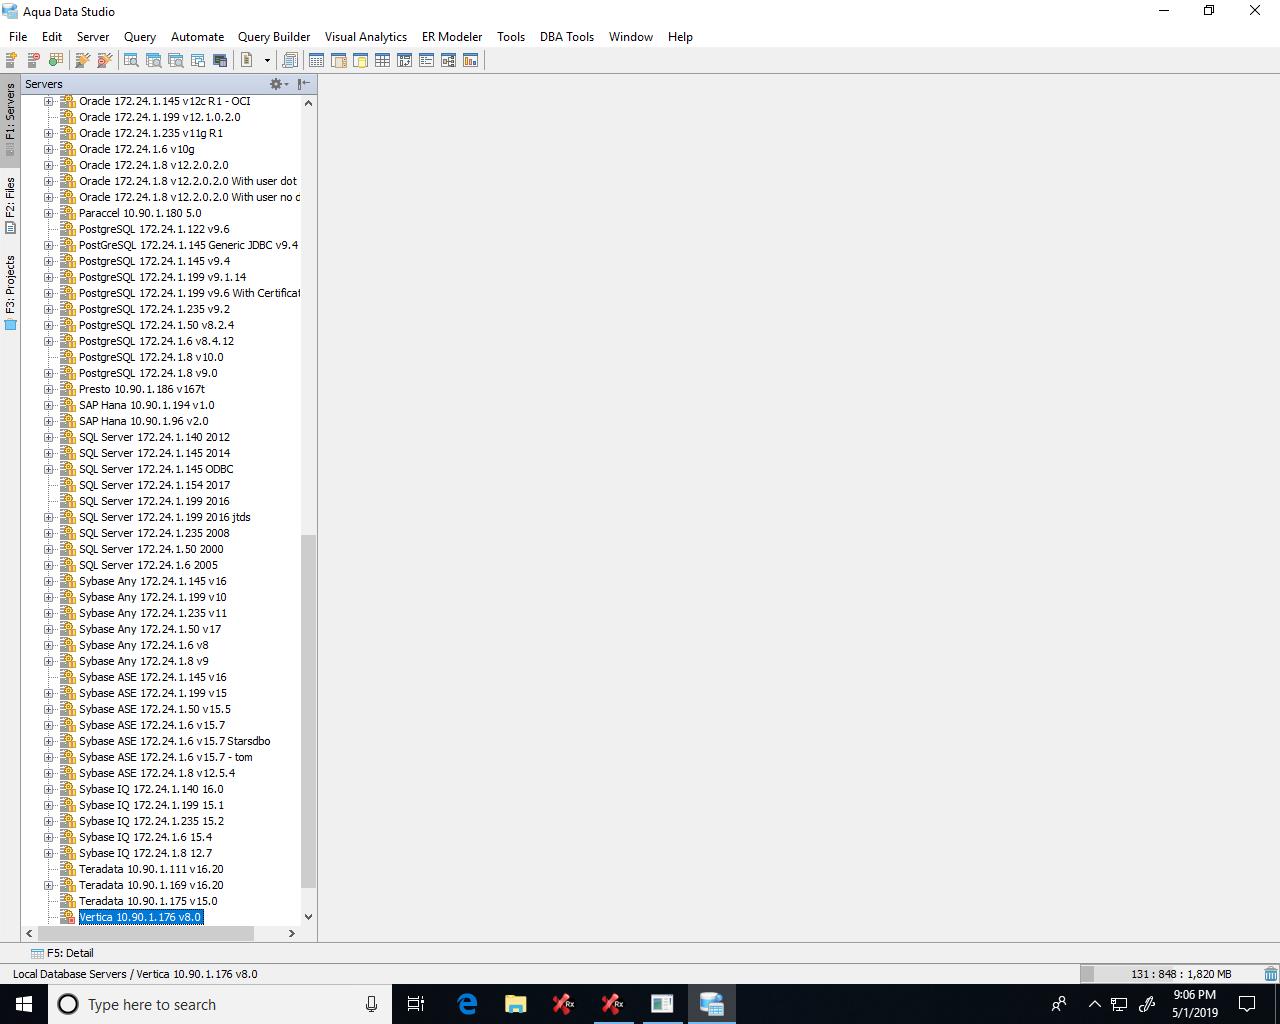 Aqua Data Studio
File Edit Server Query Automate Query Builder Visual Analytics ER Modeler Tools DBA Tools Window Help
F1: Servers
F2: Files
F3: Projects
Servers
Oracle 172.24.1.145 v12c R1 - OCI
Oracle 172.24.1.199 v12.1.0.2.0
Oracle 172.24.1.235 v11g R1
Oracle 172.24.1.6 v10g
Oracle 172.24.1.8 v12.2.0.2.0
Oracle 172.24.1.8 v12.2.0.2.0 With user dot
Oracle 172.24.1.8 v12.2.0.2.0 With user no d
Paraccel 10.90.1.180 5.0
PostgreSQL 172.24.1.122 v9.6
PostGreSQL 172.24.1.145 Generic JDBC v9.4
PostgreSQL 172.24.1.145 v9.4
PostgreSQL 172.24.1.199 v9.1.14
PostgreSQL 172.24.1.199 v9.6 With Certificat
PostgreSQL 172.24.1.235 v9.2
PostgreSQL 172.24.1.50 v8.2.4
PostgreSQL 172.24.1.6 v8.4.12
PostgreSQL 172.24.1.8 v10.0
PostgreSQL 172.24.1.8 v9.0
Presto 10.90.1.186 v167t
SAP Hana 10.90.1.194 v1.0
SAP Hana 10.90.1.96 v2.0
SQL Server 172.24.1.140 2012
SQL Server 172.24.1.145 2014
SQL Server 172.24.1.145 ODBC
SQL Server 172.24.1.154 2017
SQL Server 172.24.1.199 2016
SQL Server 172.24.1.199 2016 jtds
SQL Server 172.24.1.235 2008
SQL Server 172.24.1.50 2000
SQL Server 172.24.1.6 2005
Sybase Any 172.24.1.145 v16
Sybase Any 172.24.1.199 v10
Sybase Any 172.24.1.235 v11
Sybase Any 172.24.1.50 v17
Sybase Any 172.24.1.6 v8
Sybase Any 172.24.1.8 v9
Sybase ASE 172.24.1.145 v16
Sybase ASE 172.24.1.199 v15
Sybase ASE 172.24.1.50 v15.5
Sybase ASE 172.24.1.6 v15.7
Sybase ASE 172.24.1.6 v15.7 Starsdbo
Sybase ASE 172.24.1.6 v15.7 - tom
Sybase ASE 172.24.1.8 v12.5.4
Sybase IQ 172.24.1.140 16.0
Sybase IQ 172.24.1.199 15.1
Sybase IQ 172.24.1.235 15.2
Sybase IQ 172.24.1.6 15.4
Sybase IQ 172.24.1.8 12.7
Teradata 10.90.1.111 v16.20
Teradata 10.90.1.169 v16.20
Teradata 10.90.1.175 v15.0
Vertica 10.90.1.176 v8.0
F5: Detail
Local Database Servers / Vertica 10.90.1.176 v8.0
131 : 848 : 1,820 MB
Type here to search
Rx
Rx
9:06 PM
5/1/2019